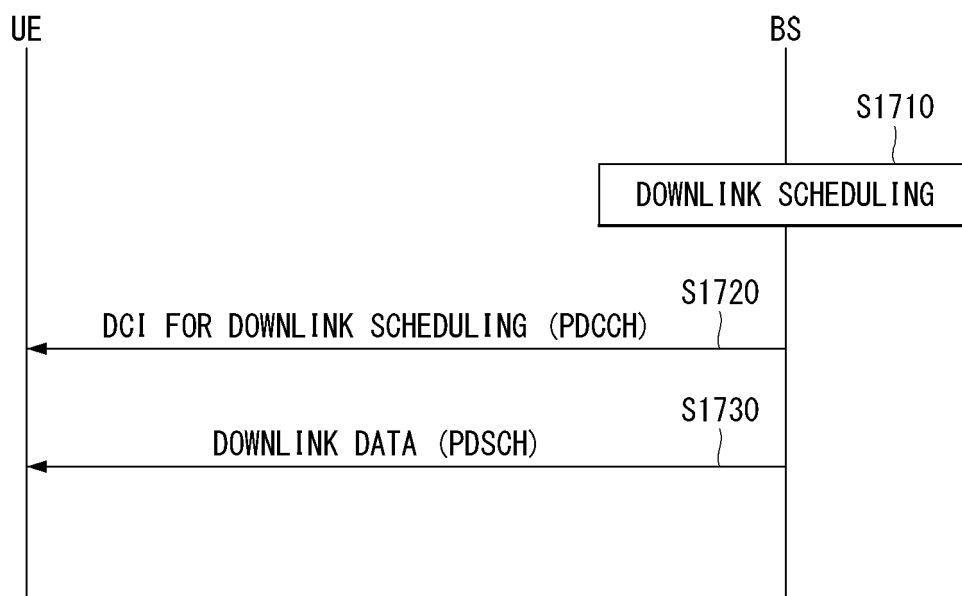 UE
BS
S1710
DOWNLINK SCHEDULING
S1720
DCI FOR DOWNLINK SCHEDULING (PDCCH)
S1730
DOWNLINK DATA (PDSCH)